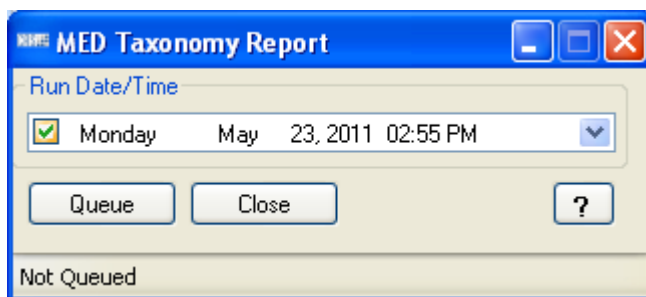 MED Taxonomy Report
Run Date/Time
Monday May 23, 2011 02:55 PM
Queue Close ?
Not Queued